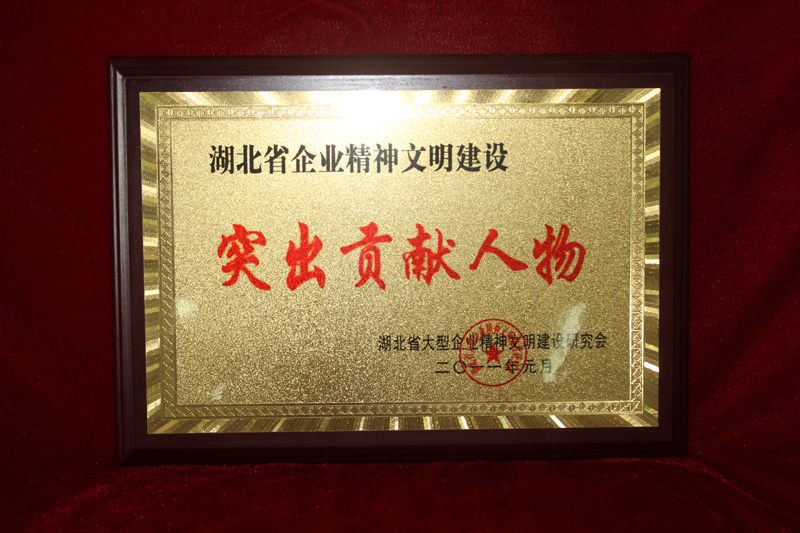 湖北省企业精神文明建设
突出贡献人物
湖北省大型企业精神文明建设研究会
二〇一一年元月